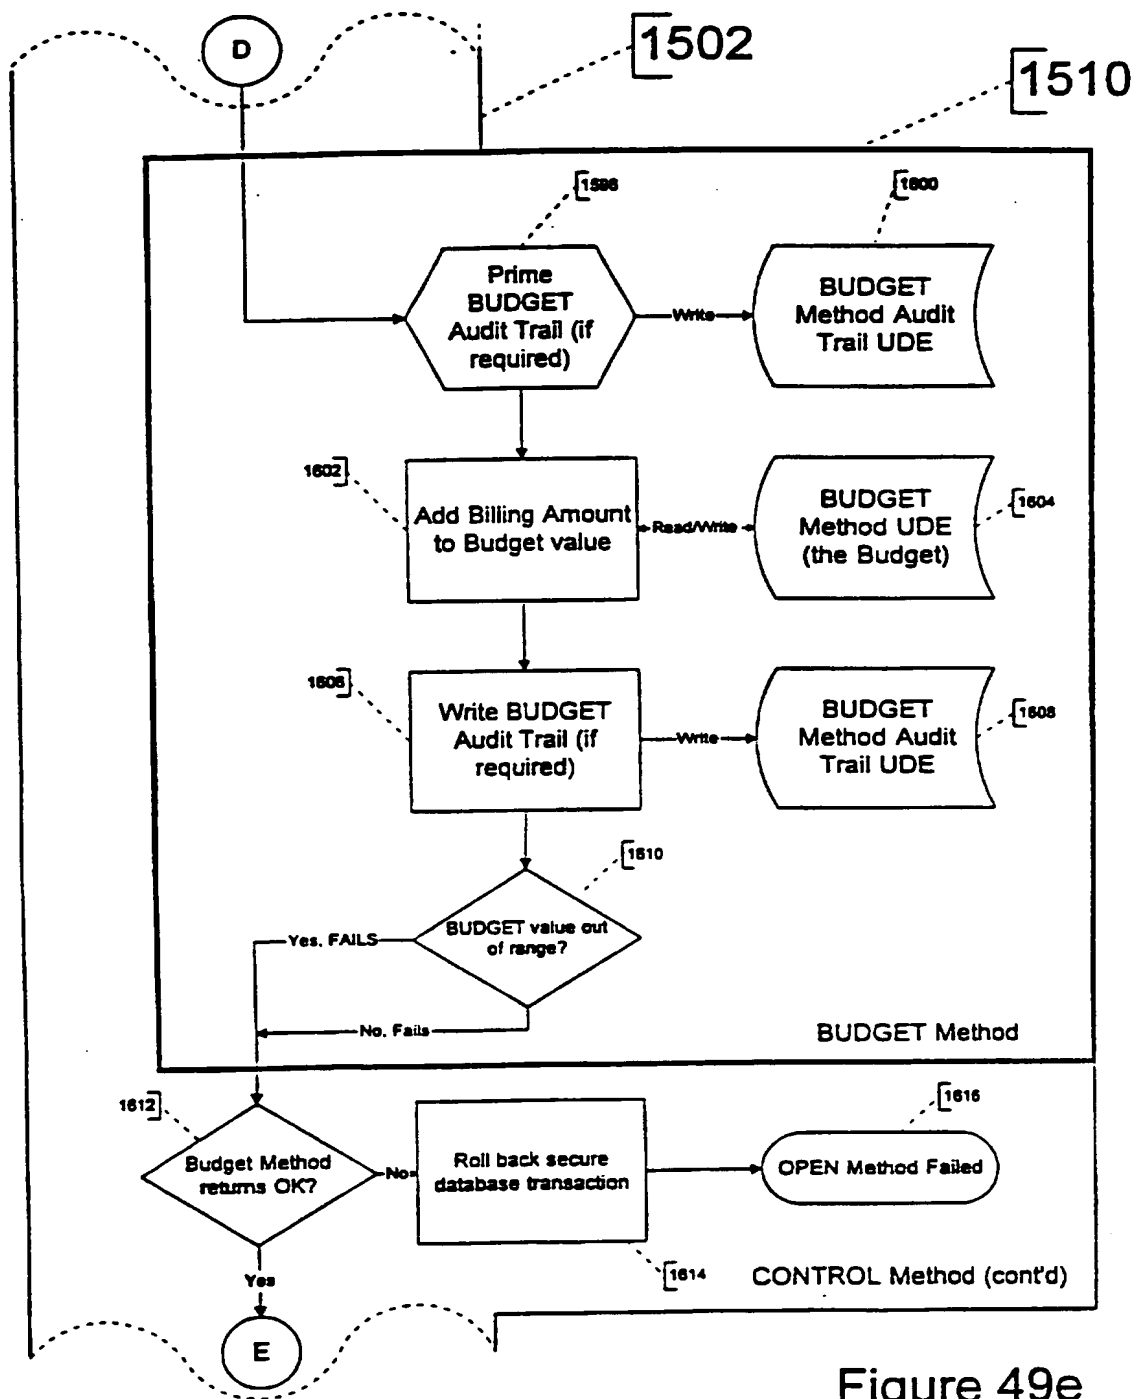 D
1502
1510
1598
1600
Prime
BUDGET
Audit Trail (if
required)
Write
BUDGET
Method Audit
Trail UDE
1602
Add Billing Amount
to Budget value
Read/Write
BUDGET
Method UDE
(the Budget)
1604
1606
Write BUDGET
Audit Trail (if
required)
Write
BUDGET
Method Audit
Trail UDE
1608
1610
BUDGET value out
of range?
Yes, FAILS
No, Fails
BUDGET Method
1612
Budget Method
returns OK?
No
Roll back secure
database transaction
1616
OPEN Method Failed
1614
Yes
CONTROL Method (cont'd)
E
Figure 49e